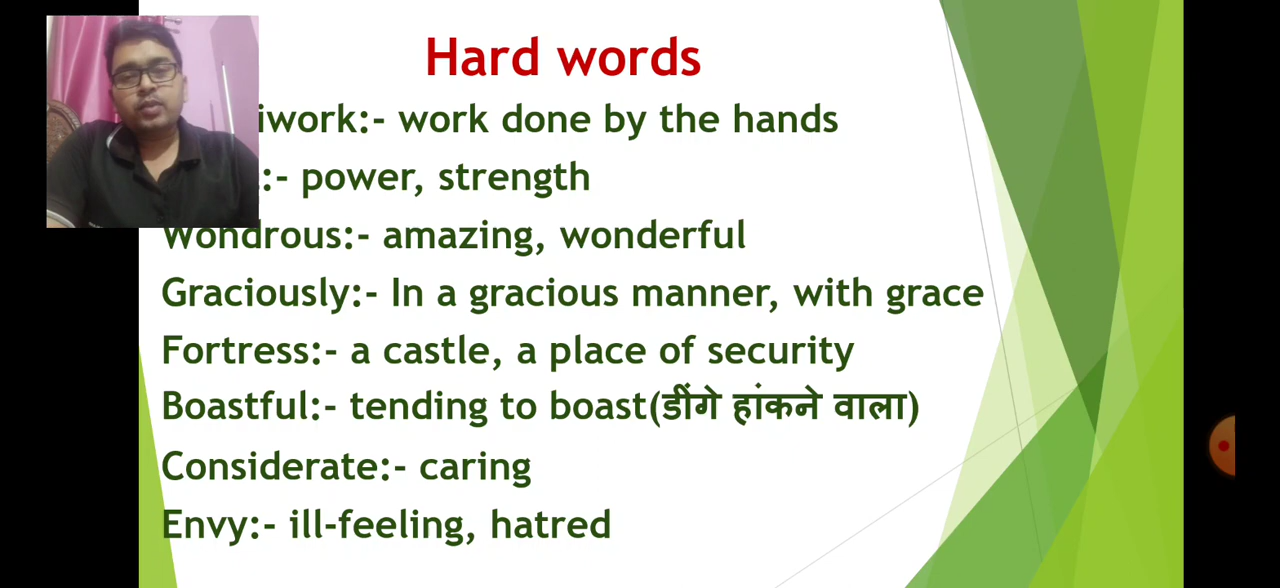 Hard words
iwork:- work done by the hands
:- power, strength
Wondrous:- amazing, wonderful
Graciously:- In a gracious manner, with grace
Fortress:- a castle, a place of security
Boastful:- tending to boast(डींगे हांकने वाला)
Considerate:- caring
Envy:- ill-feeling, hatred